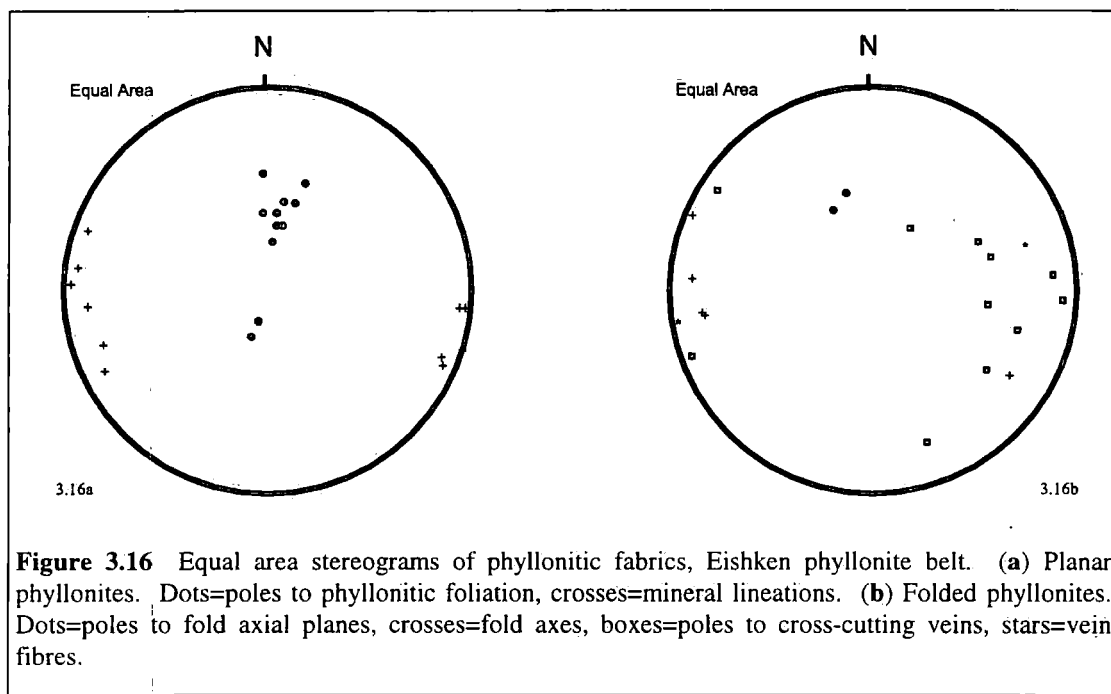 N
N
Equal Area
Equal Area
3.16a
3.16b
Figure 3.16 Equal area stereograms of phyllonitic fabrics, Eishken phyllonite belt. (a) Planar
phyllonites. Dots=poles to phyllonitic foliation, crosses=mineral lineations. (b) Folded phyllonites.
Dots=poles to fold axial planes, crosses=fold axes, boxes=poles to cross-cutting veins, stars=vein
fibres.